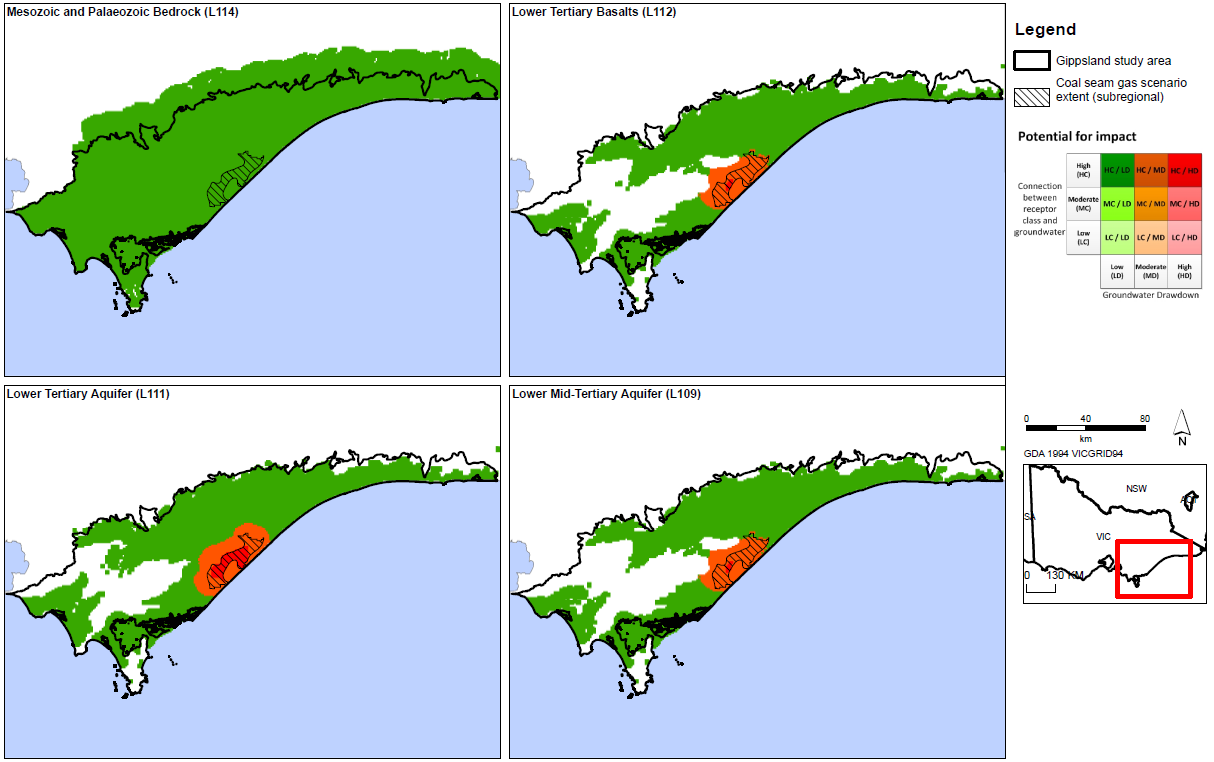 Mesozoic and Palaeozoic Bedrock (L114)
Lower Tertiary Basalts (L112)
Lower Tertiary Aquifer (L111)
Lower Mid-Tertiary Aquifer (L109)
Legend
Gippsland study area
Coal seam gas scenario
extent (subregional)
Potential for impact
Connection
between
receptor
class and
groundwater
High
(HC)
HC / LD
HC / MD
HC / HD
Moderate
(MC)
MC / LD
MC / MD
MC / HD
Low
(LC)
LC / LD
LC / MD
LC / HD
Low
(LD)
Moderate
(MD)
High
(HD)
Groundwater Drawdown
0 40 80
km
N
GDA 1994 VICGRID94
NSW
ACT
SA
VIC
0 130 KM